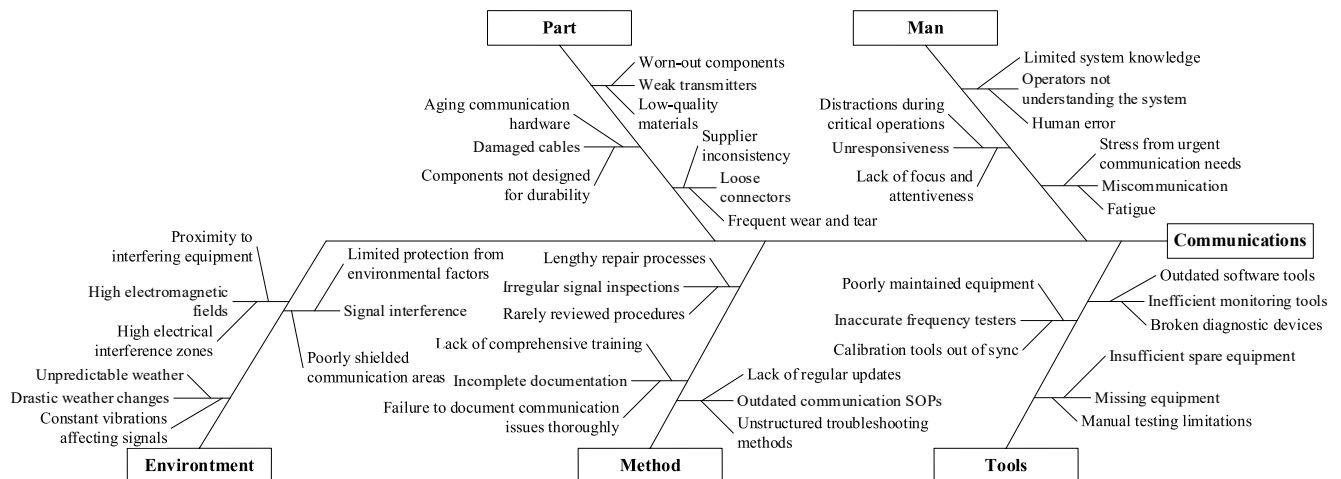 Part
Man
Worn-out components
Weak transmitters
Low-quality
materials
Aging communication
hardware
Damaged cables
Components not designed
for durability
Supplier
inconsistency
Loose
connectors
Frequent wear and tear
Limited system knowledge
Operators not
understanding the system
Human error
Distractions during
critical operations
Unresponsiveness
Lack of focus and
attentiveness
Stress from urgent
communication needs
Miscommunication
Fatigue
Communications
Proximity to
interfering equipment
High electromagnetic
fields
High electrical
interference zones
Limited protection from
environmental factors
Signal interference
Poorly shielded
communication areas
Unpredictable weather
Drastic weather changes
Constant vibrations
affecting signals
Lengthy repair processes
Irregular signal inspections
Rarely reviewed procedures
Lack of comprehensive training
Incomplete documentation
Failure to document communication
issues thoroughly
Lack of regular updates
Outdated communication SOPs
Unstructured troubleshooting
methods
Poorly maintained equipment
Inaccurate frequency testers
Calibration tools out of sync
Outdated software tools
Inefficient monitoring tools
Broken diagnostic devices
Insufficient spare equipment
Missing equipment
Manual testing limitations
Environtment
Method
Tools